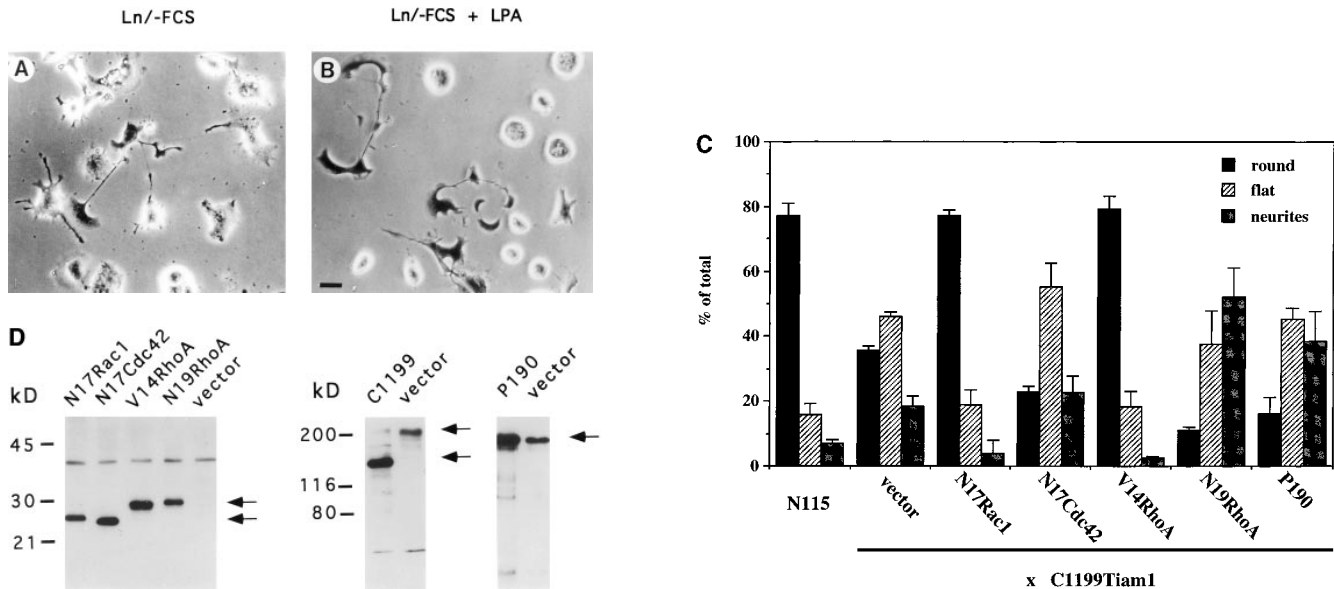 Ln/-FCS
Ln/-FCS + LPA
A
B
C
100
80
60
40
20
0
% of total
round
flat
neurites
N115
vector
N17Rac1
N17Cdc42
V14RhoA
N19RhoA
P190
x C1199Tiam1
D
kD
N17Rac1
N17Cdc42
V14RhoA
N19RhoA
vector
45
30
21
kD
C1199
vector
200
116
80
P190
vector